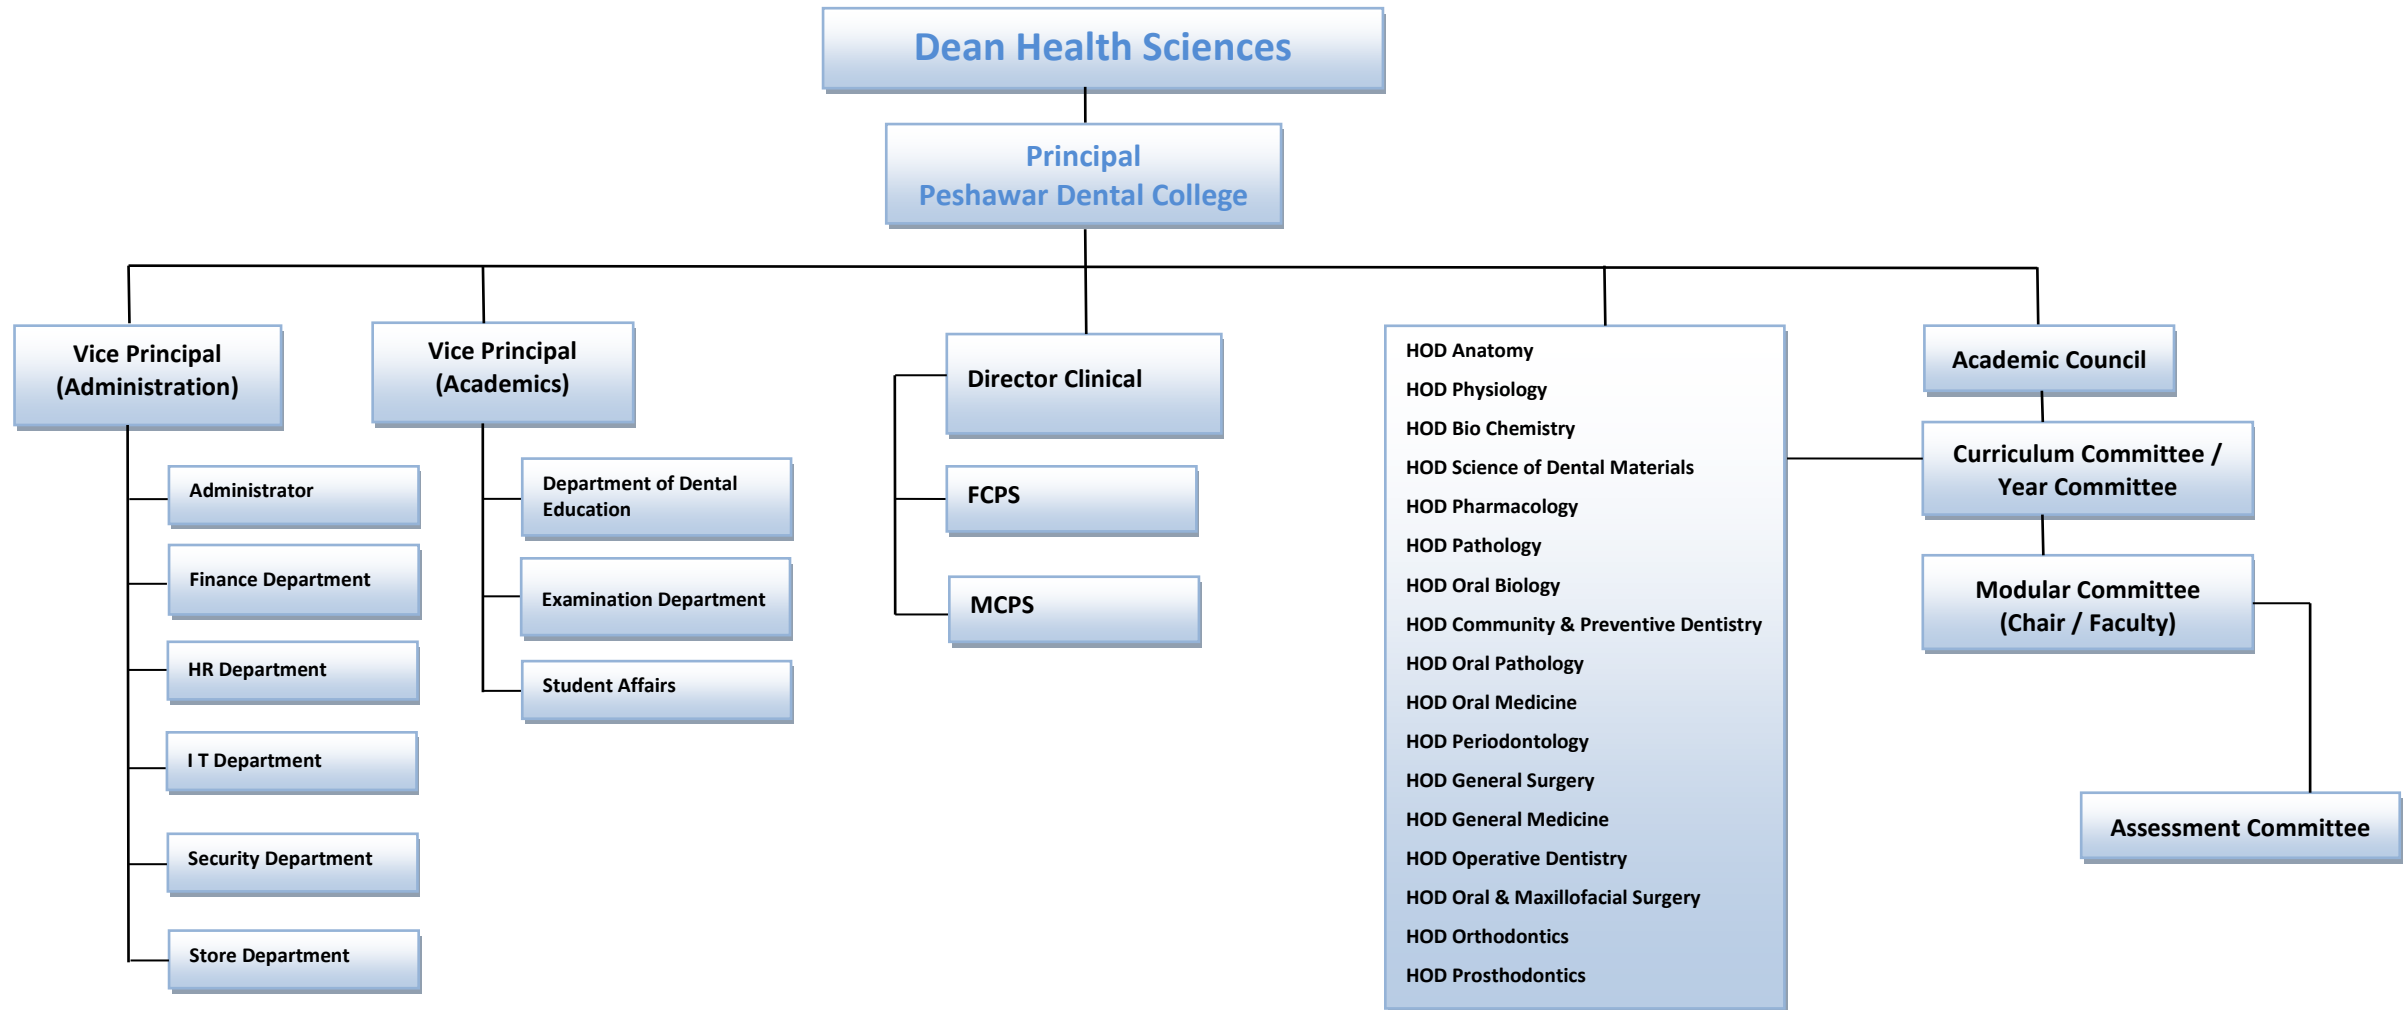 Dean Health Sciences
Principal
Peshawar Dental College
Vice Principal
(Administration)
Administrator
Finance Department
HR Department
I T Department
Security Department
Store Department
Vice Principal
(Academics)
Department of Dental
Education
Examination Department
Student Affairs
Director Clinical
FCPS
MCPS
HOD Anatomy
HOD Physiology
HOD Bio Chemistry
HOD Science of Dental Materials
HOD Pharmacology
HOD Pathology
HOD Oral Biology
HOD Community & Preventive Dentistry
HOD Oral Pathology
HOD Oral Medicine
HOD Periodontology
HOD General Surgery
HOD General Medicine
HOD Operative Dentistry
HOD Oral & Maxillofacial Surgery
HOD Orthodontics
HOD Prosthodontics
Academic Council
Curriculum Committee /
Year Committee
Modular Committee
(Chair / Faculty)
Assessment Committee